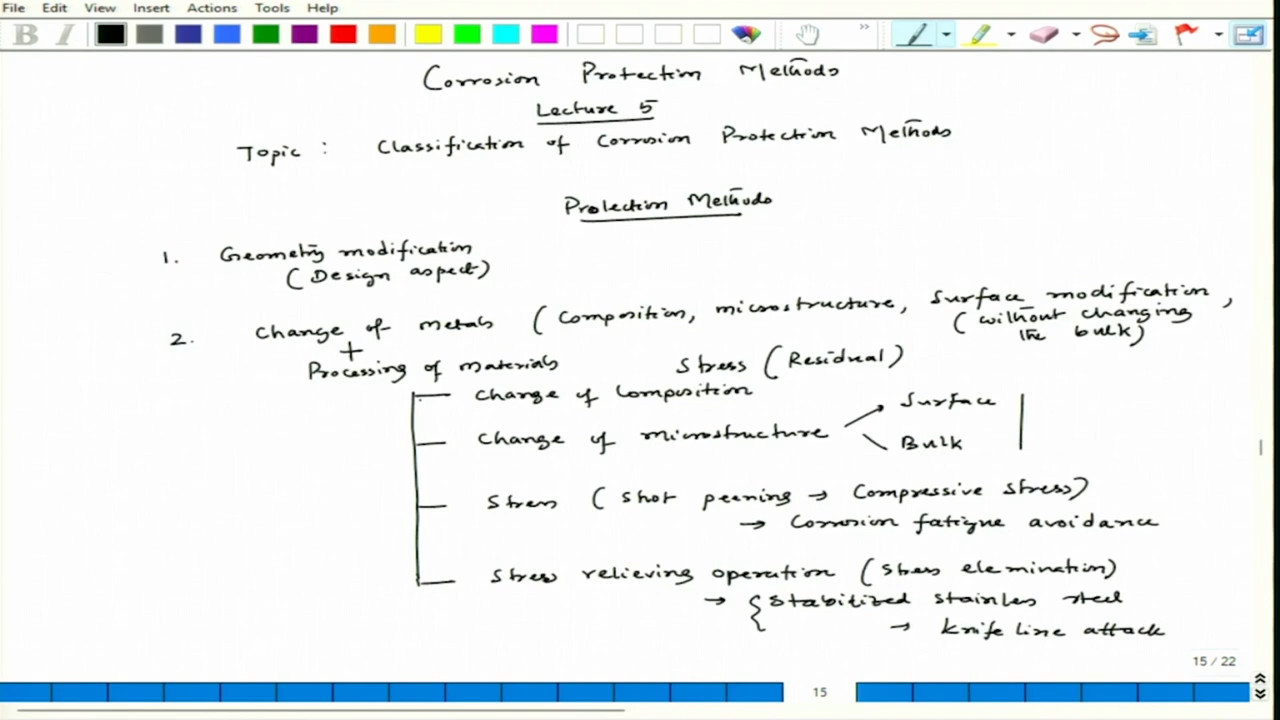 File Edit View Insert Actions Tools Help
B I
Corrosion Protection Methods
Lecture 5
Topic : Classification of Corrosion Protection Methods
Protection Methods
1. Geometry modification
(Design aspect)
2. Change of metals (Composition, microstructure, Surface modification,
(without changing
the bulk)
+
Processing of materials Stress (Residual)
Change of Composition
Change of microstructure Surface
Bulk
Stress (Shot peening → Compressive stress)
→ Corrosion fatigue avoidance
Stress relieving operation (Stress elemination)
→ { Stabilized stainless steel
→ Knife line attack
15 / 22
15